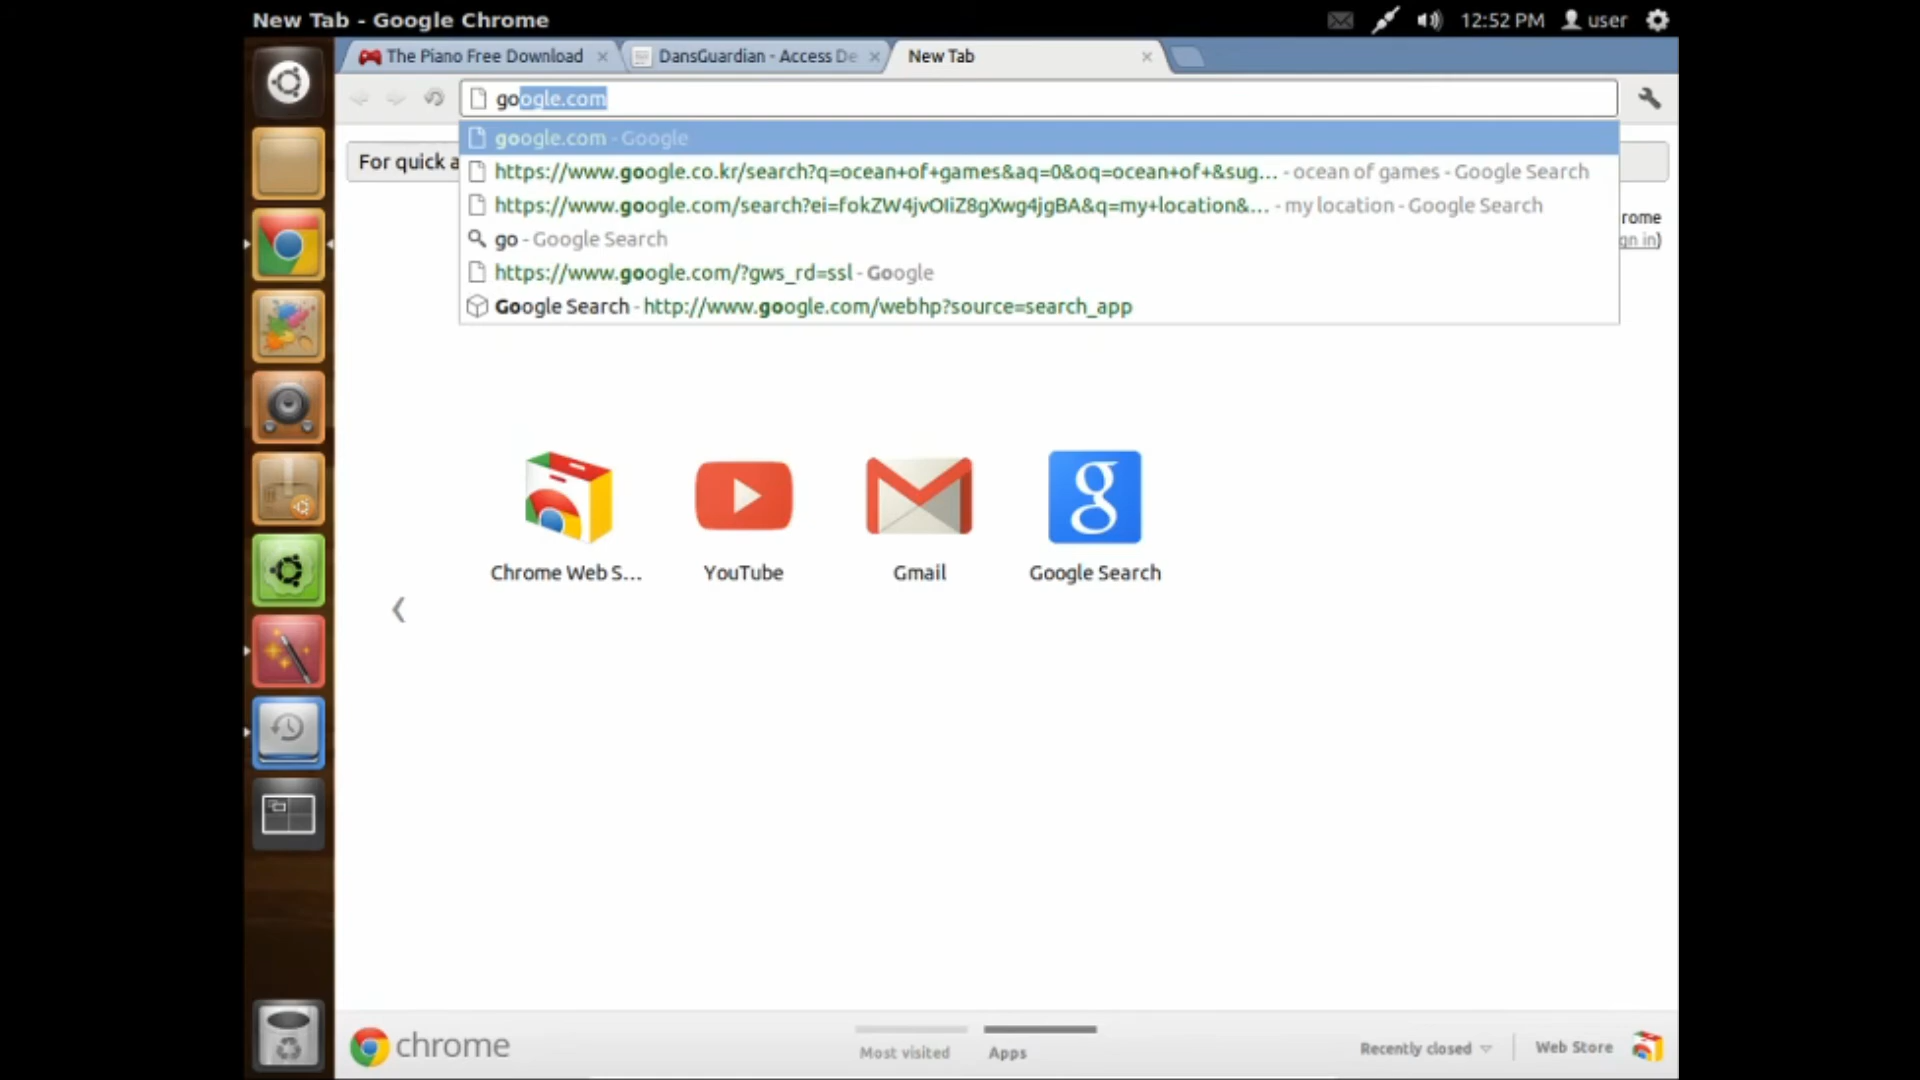 New Tab - Google Chrome
12:52 PM user
The Piano Free Download
DansGuardian - Access De
New Tab
google.com
google.com - Google
For quick a
https://www.google.co.kr/search?q=ocean+of+games&aq=0&oq=ocean+of+&sug... - ocean of games - Google Search
https://www.google.com/search?ei=fokZW4jvOIiZ8gXwg4jgBA&q=my+location&... - my location - Google Search
rome
go - Google Search
gn in)
https://www.google.com/?gws_rd=ssl - Google
Google Search - http://www.google.com/webhp?source=search_app
g
Chrome Web S...
YouTube
Gmail
Google Search
chrome
Most visited
Apps
Recently closed
Web Store